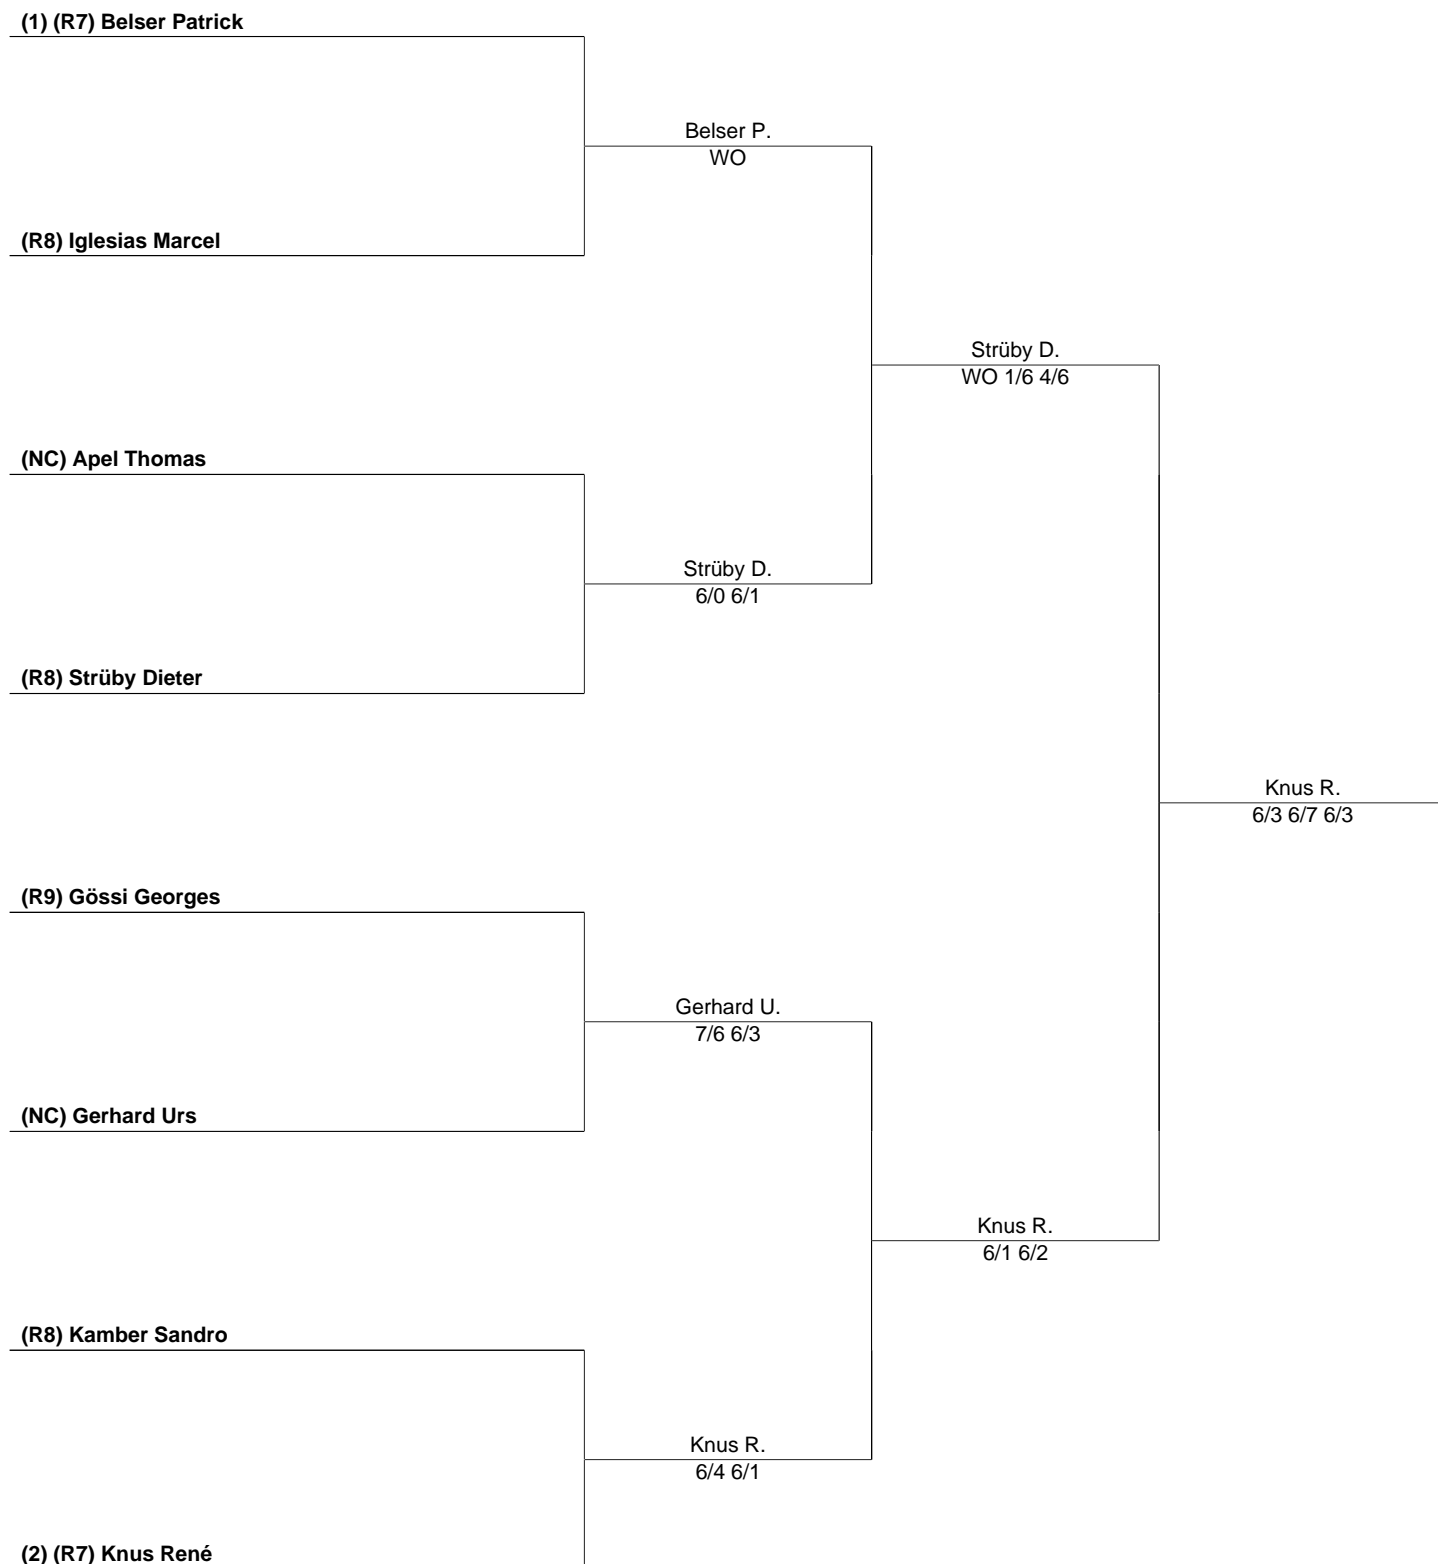 (1) (R7) Belser Patrick
Belser P.
WO
(R8) Iglesias Marcel
Strüby D.
WO 1/6 4/6
(NC) Apel Thomas
Strüby D.
6/0 6/1
(R8) Strüby Dieter
Knus R.
6/3 6/7 6/3
(R9) Gössi Georges
Gerhard U.
7/6 6/3
(NC) Gerhard Urs
Knus R.
6/1 6/2
(R8) Kamber Sandro
Knus R.
6/4 6/1
(2) (R7) Knus René